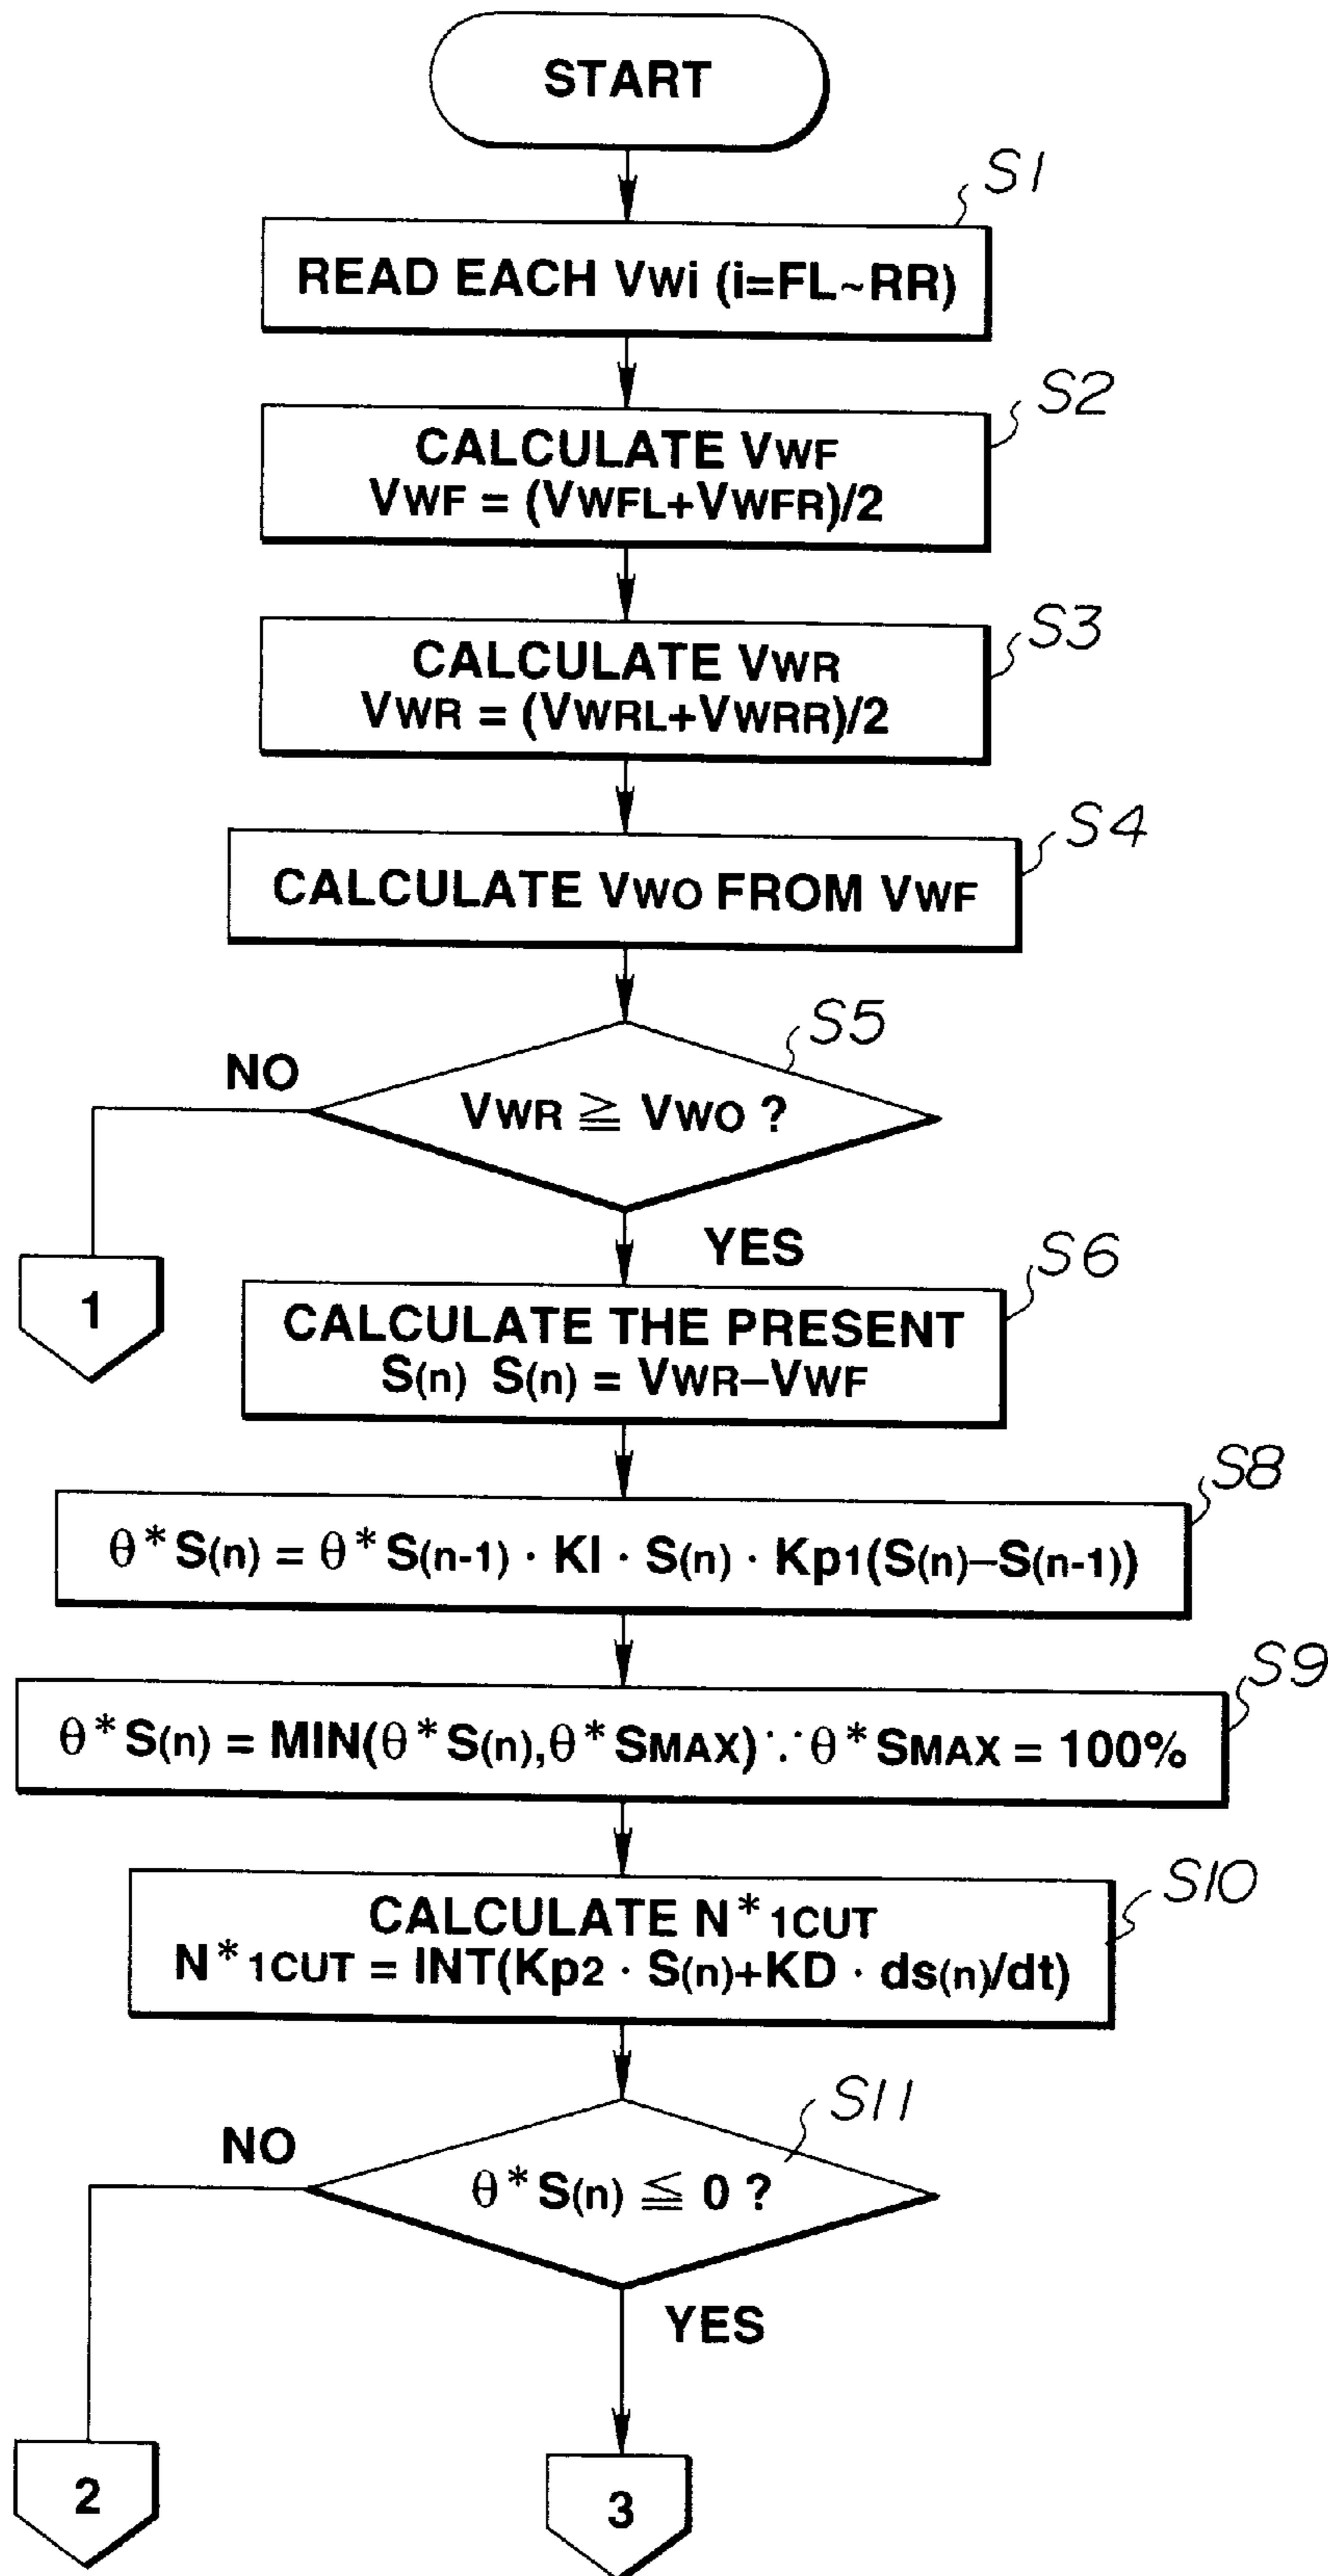 START
S1
READ EACH VWi (i=FL~RR)
S2
CALCULATE VWF
VWF = (VWFL+VWFR)/2
S3
CALCULATE VWR
VWR = (VWRL+VWRR)/2
S4
CALCULATE VWO FROM VWF
S5
NO
VWR ≧ VWO ?
YES
1
S6
CALCULATE THE PRESENT
S(n) S(n) = VWR–VWF
S8
θ*S(n) = θ*S(n-1) · KI · S(n) · Kp1(S(n)–S(n-1))
S9
θ*S(n) = MIN(θ*S(n),θ*SMAX) ∵ θ*SMAX = 100%
S10
CALCULATE N*1CUT
N*1CUT = INT(Kp2 · S(n)+KD · ds(n)/dt)
S11
NO
θ*S(n) ≦ 0 ?
YES
2
3